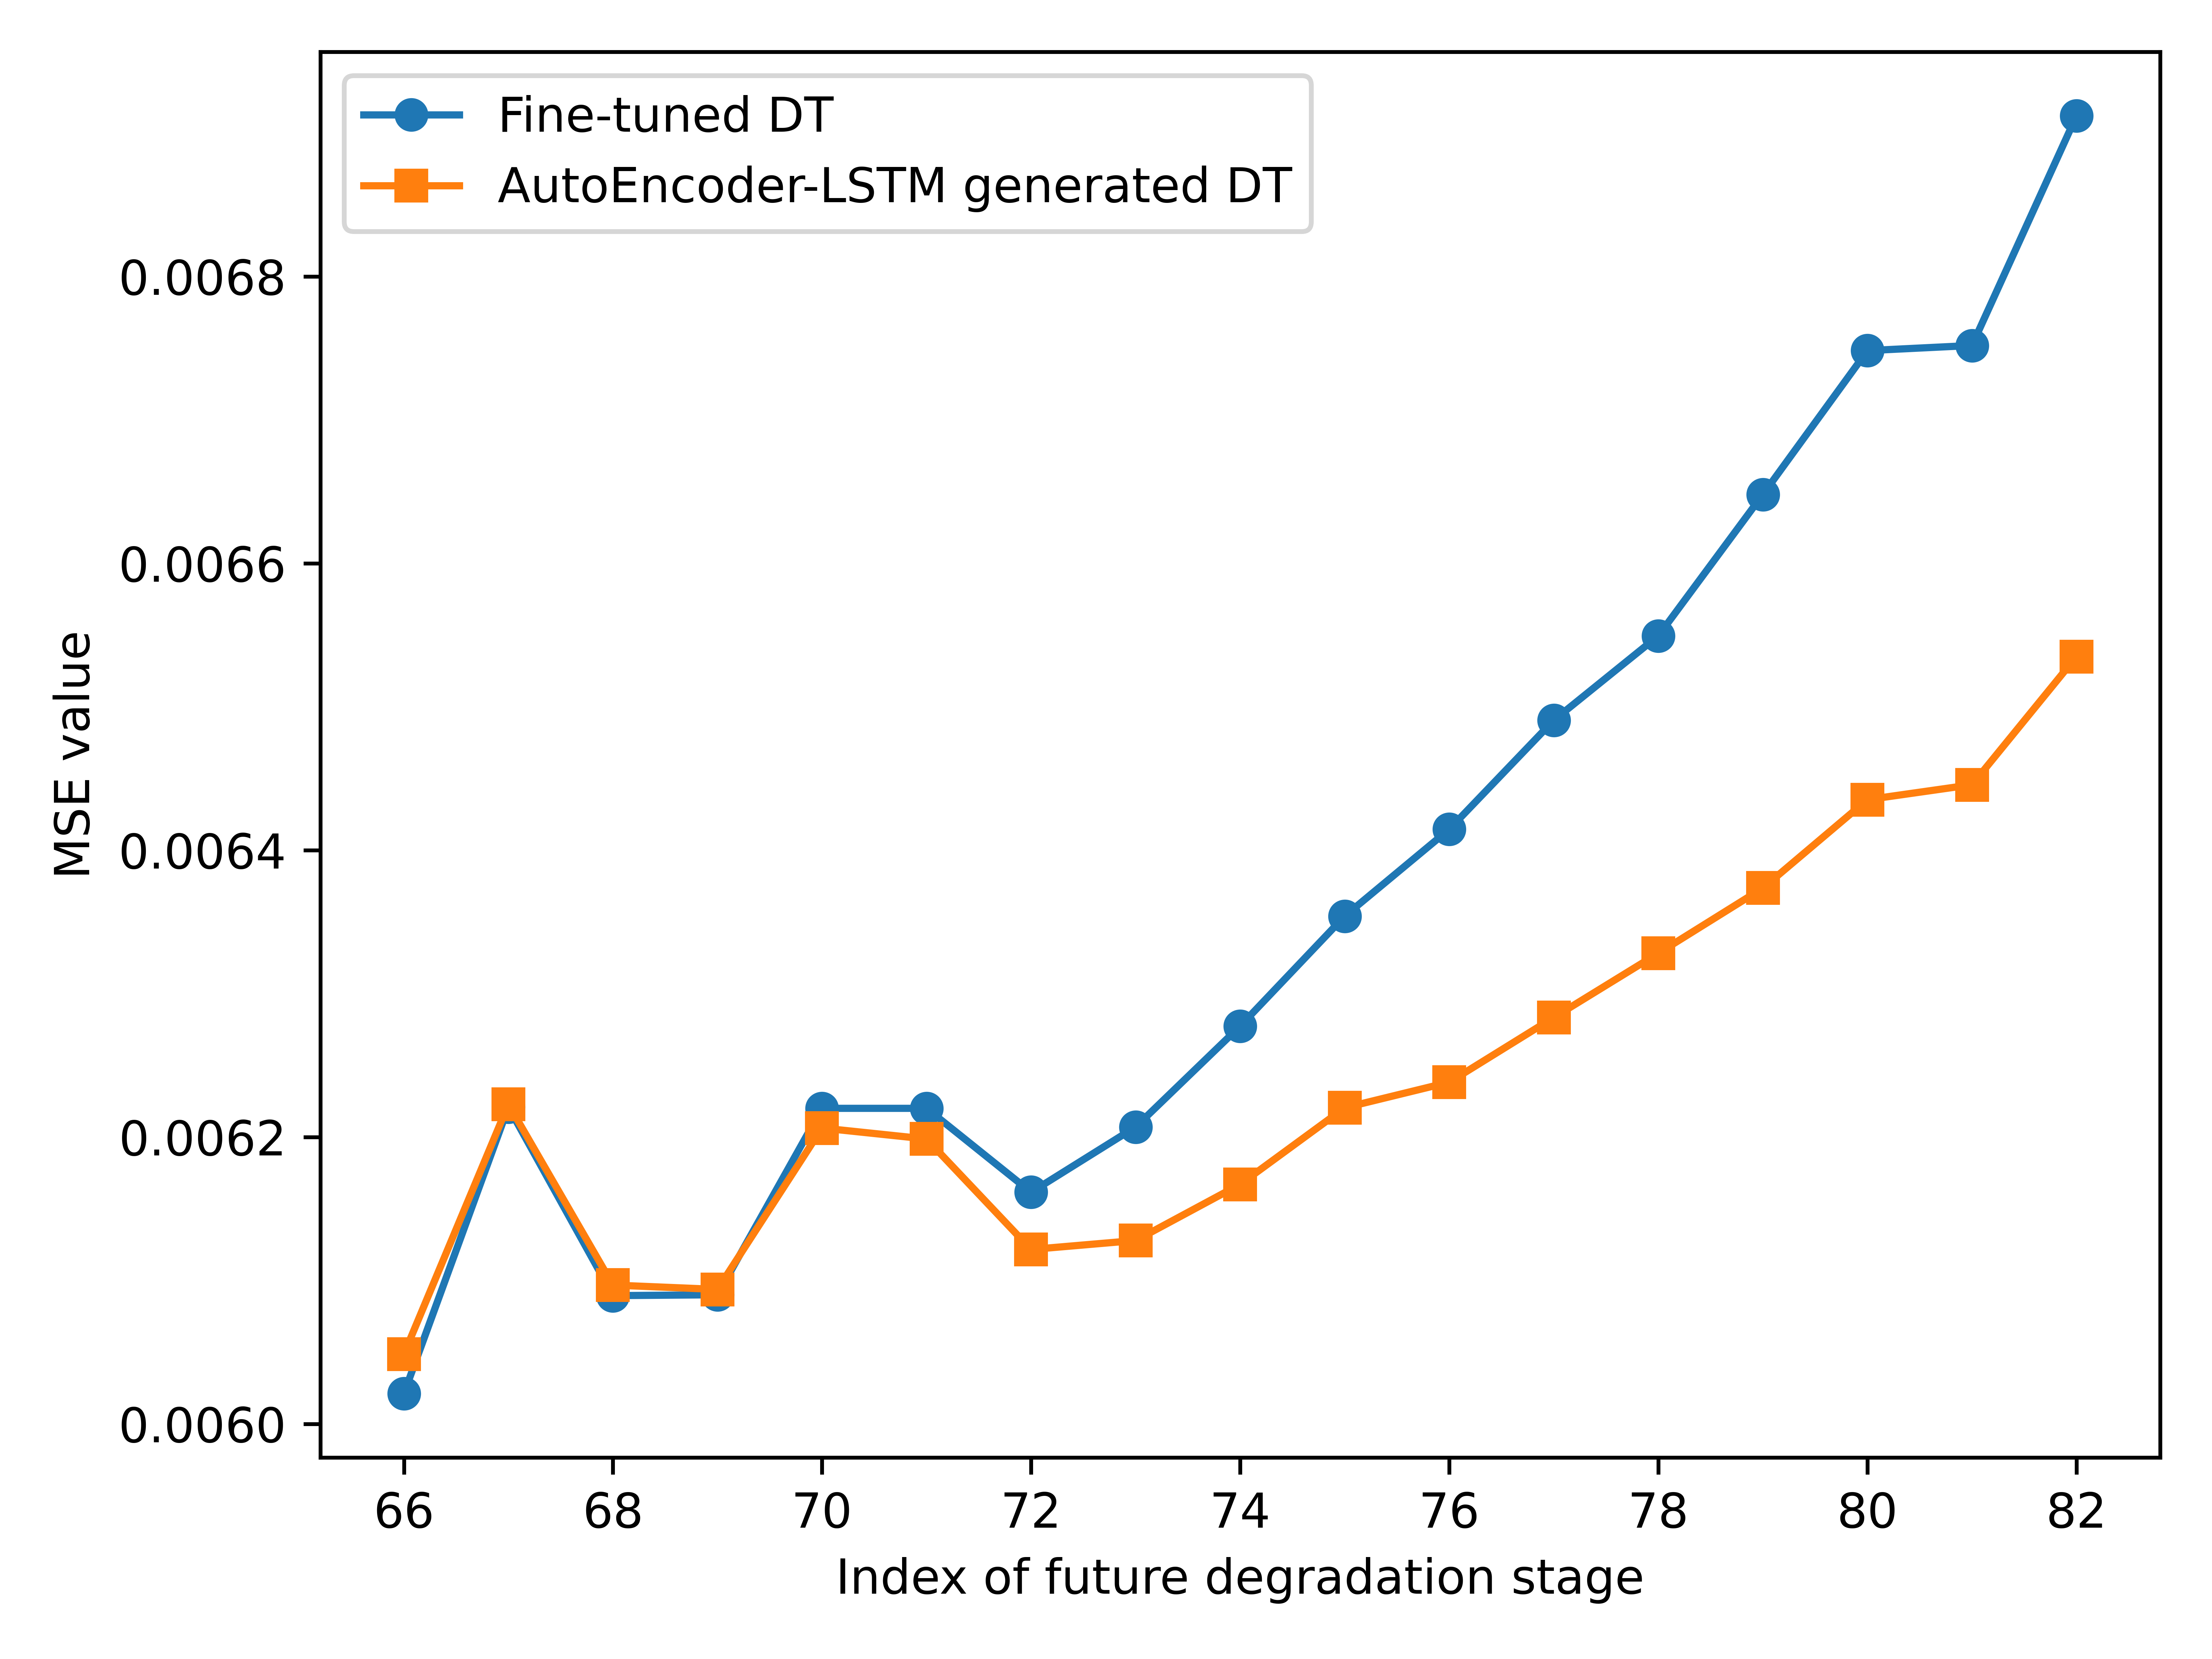 Fine-tuned DT
AutoEncoder-LSTM generated DT
0.0068
0.0066
0.0064
0.0062
0.0060
MSE value
66 68 70 72 74 76 78 80 82
Index of future degradation stage